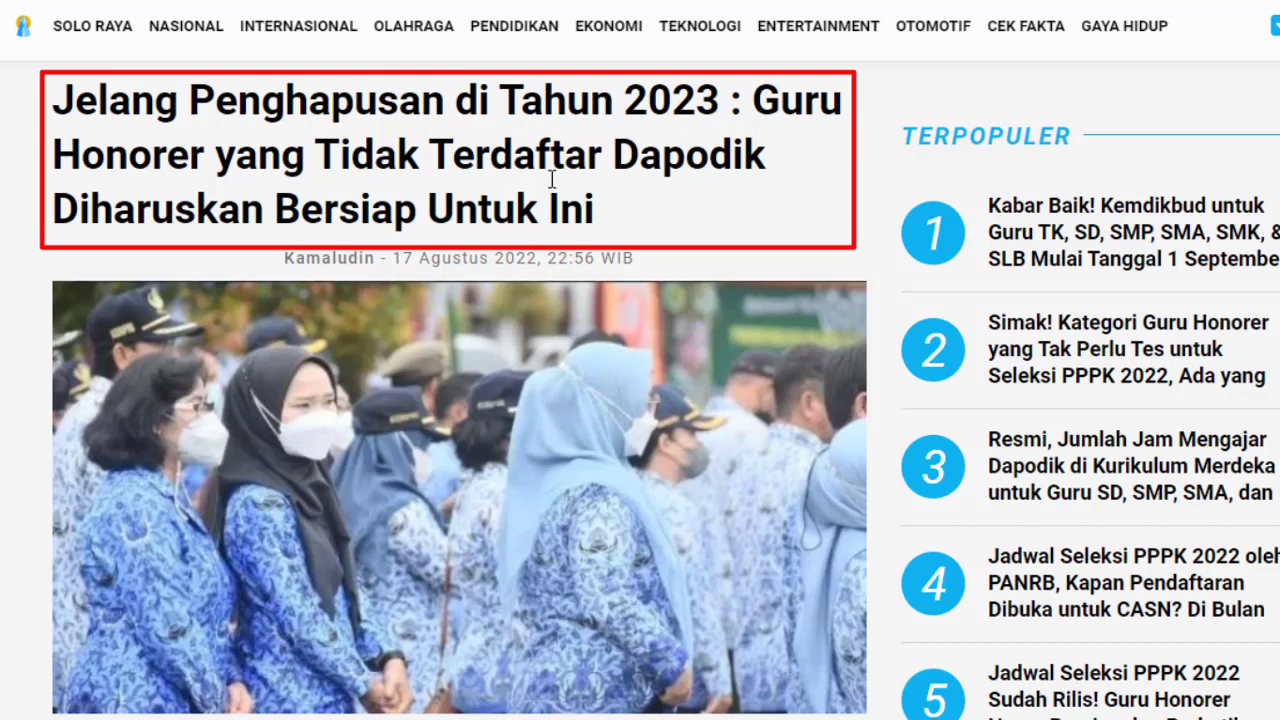 SOLO RAYA NASIONAL INTERNASIONAL OLAHRAGA PENDIDIKAN EKONOMI TEKNOLOGI ENTERTAINMENT OTOMOTIF CEK FAKTA GAYA HIDUP
Jelang Penghapusan di Tahun 2023 : Guru
Honorer yang Tidak Terdaftar Dapodik
Diharuskan Bersiap Untuk Ini
Kamaludin - 17 Agustus 2022, 22:56 WIB
TERPOPULER
1
Kabar Baik! Kemdikbud untuk
Guru TK, SD, SMP, SMA, SMK, &
SLB Mulai Tanggal 1 Septembe
2
Simak! Kategori Guru Honorer
yang Tak Perlu Tes untuk
Seleksi PPPK 2022, Ada yang
3
Resmi, Jumlah Jam Mengajar
Dapodik di Kurikulum Merdeka
untuk Guru SD, SMP, SMA, dan
4
Jadwal Seleksi PPPK 2022 oleh
PANRB, Kapan Pendaftaran
Dibuka untuk CASN? Di Bulan
5
Jadwal Seleksi PPPK 2022
Sudah Rilis! Guru Honorer